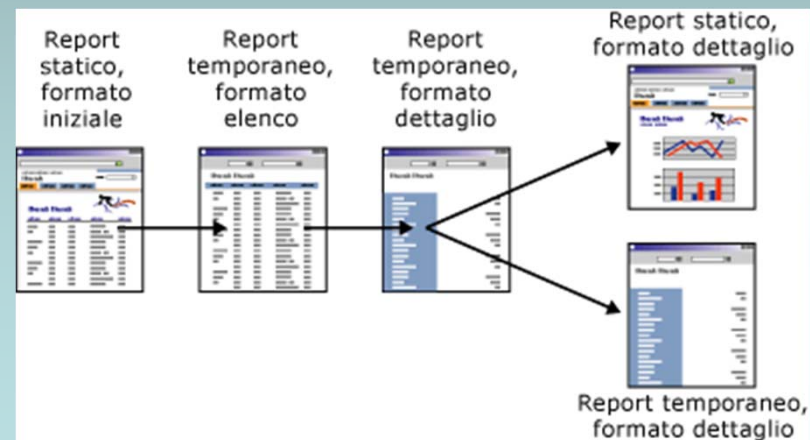 Report
statico,
formato
iniziale
Report
temporaneo,
formato
elenco
Report
temporaneo,
formato
dettaglio
Report statico,
formato dettaglio
Report temporaneo,
formato dettaglio